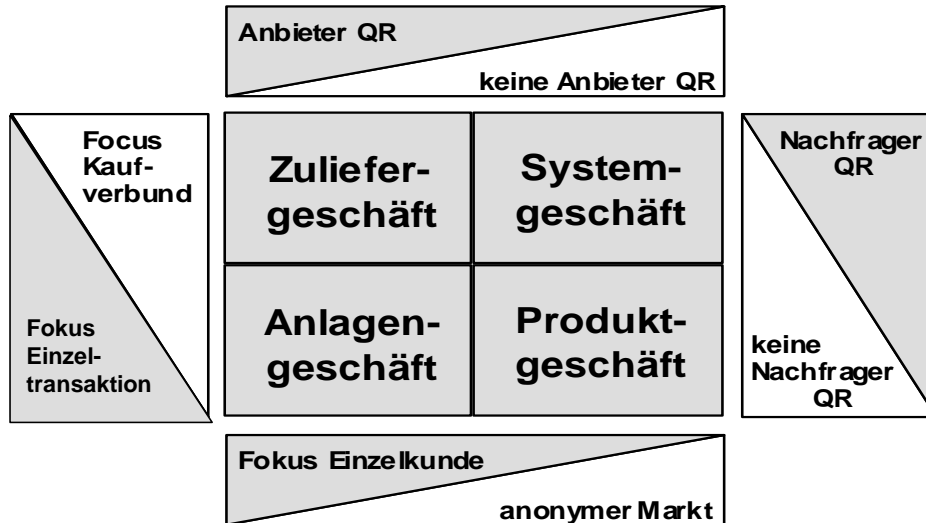 Anbieter QR
keine Anbieter QR
Focus
Kauf-
verbund
Fokus
Einzel-
transaktion
Zuliefer-
geschäft
System-
geschäft
Anlagen-
geschäft
Produkt-
geschäft
Nachfrager
QR
keine
Nachfrager
QR
Fokus Einzelkunde
anonymer Markt